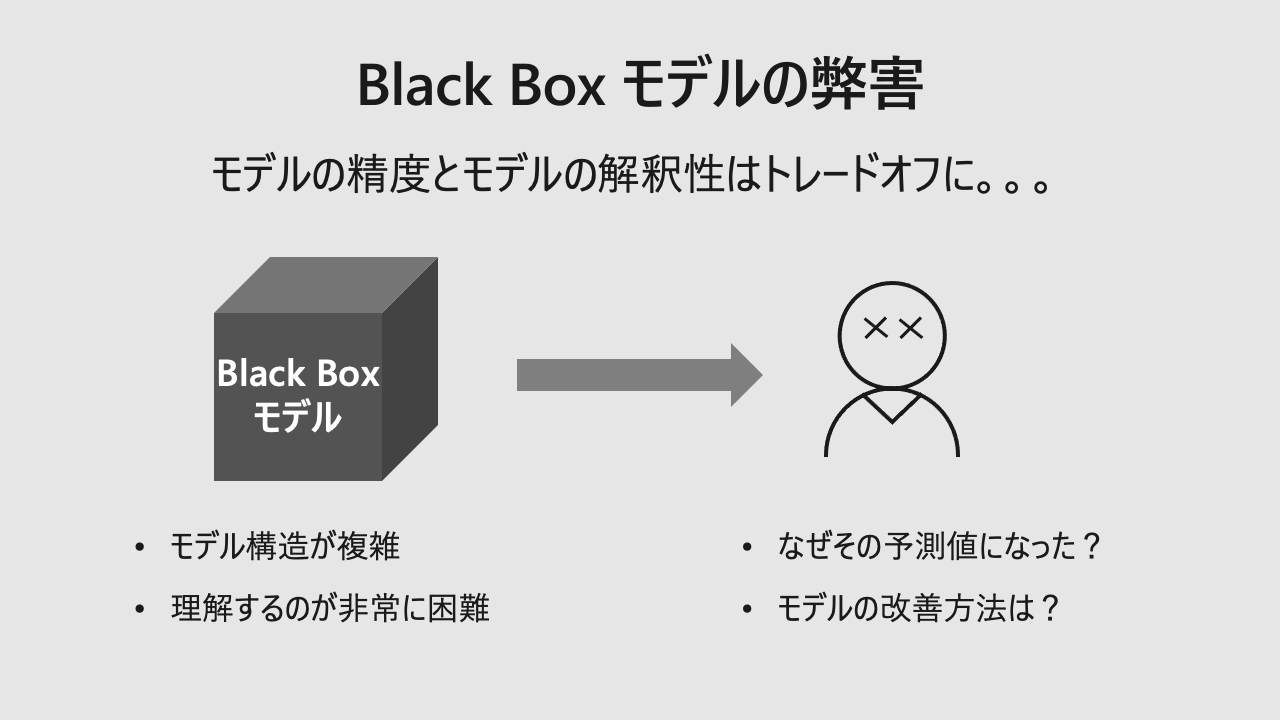 Black Box モデルの弊害
モデルの精度とモデルの解釈性はトレードオフに。。。
Black Box
モデル
• モデル構造が複雑
• 理解するのが非常に困難
• なぜその予測値になった？
• モデルの改善方法は？